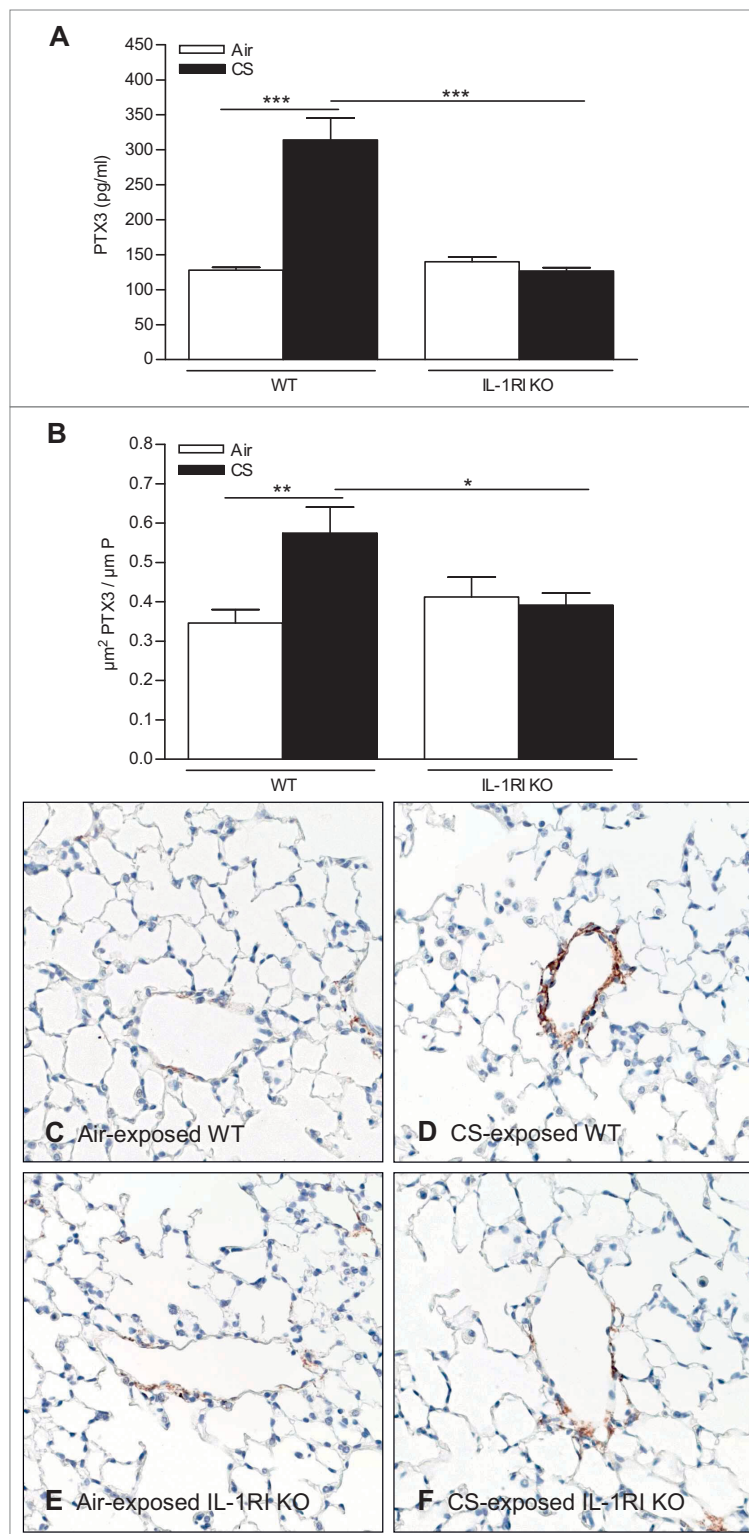 A
Air
CS
450
400
350
300
250
200
150
100
50
0
PTX3 (pg/ml)
***
***
WT
IL-1RI KO
B
Air
CS
0.8
0.7
0.6
0.5
0.4
0.3
0.2
0.1
0.0
µm² PTX3 / µm P
**
*
WT
IL-1RI KO
C Air-exposed WT
D CS-exposed WT
E Air-exposed IL-1RI KO
F CS-exposed IL-1RI KO